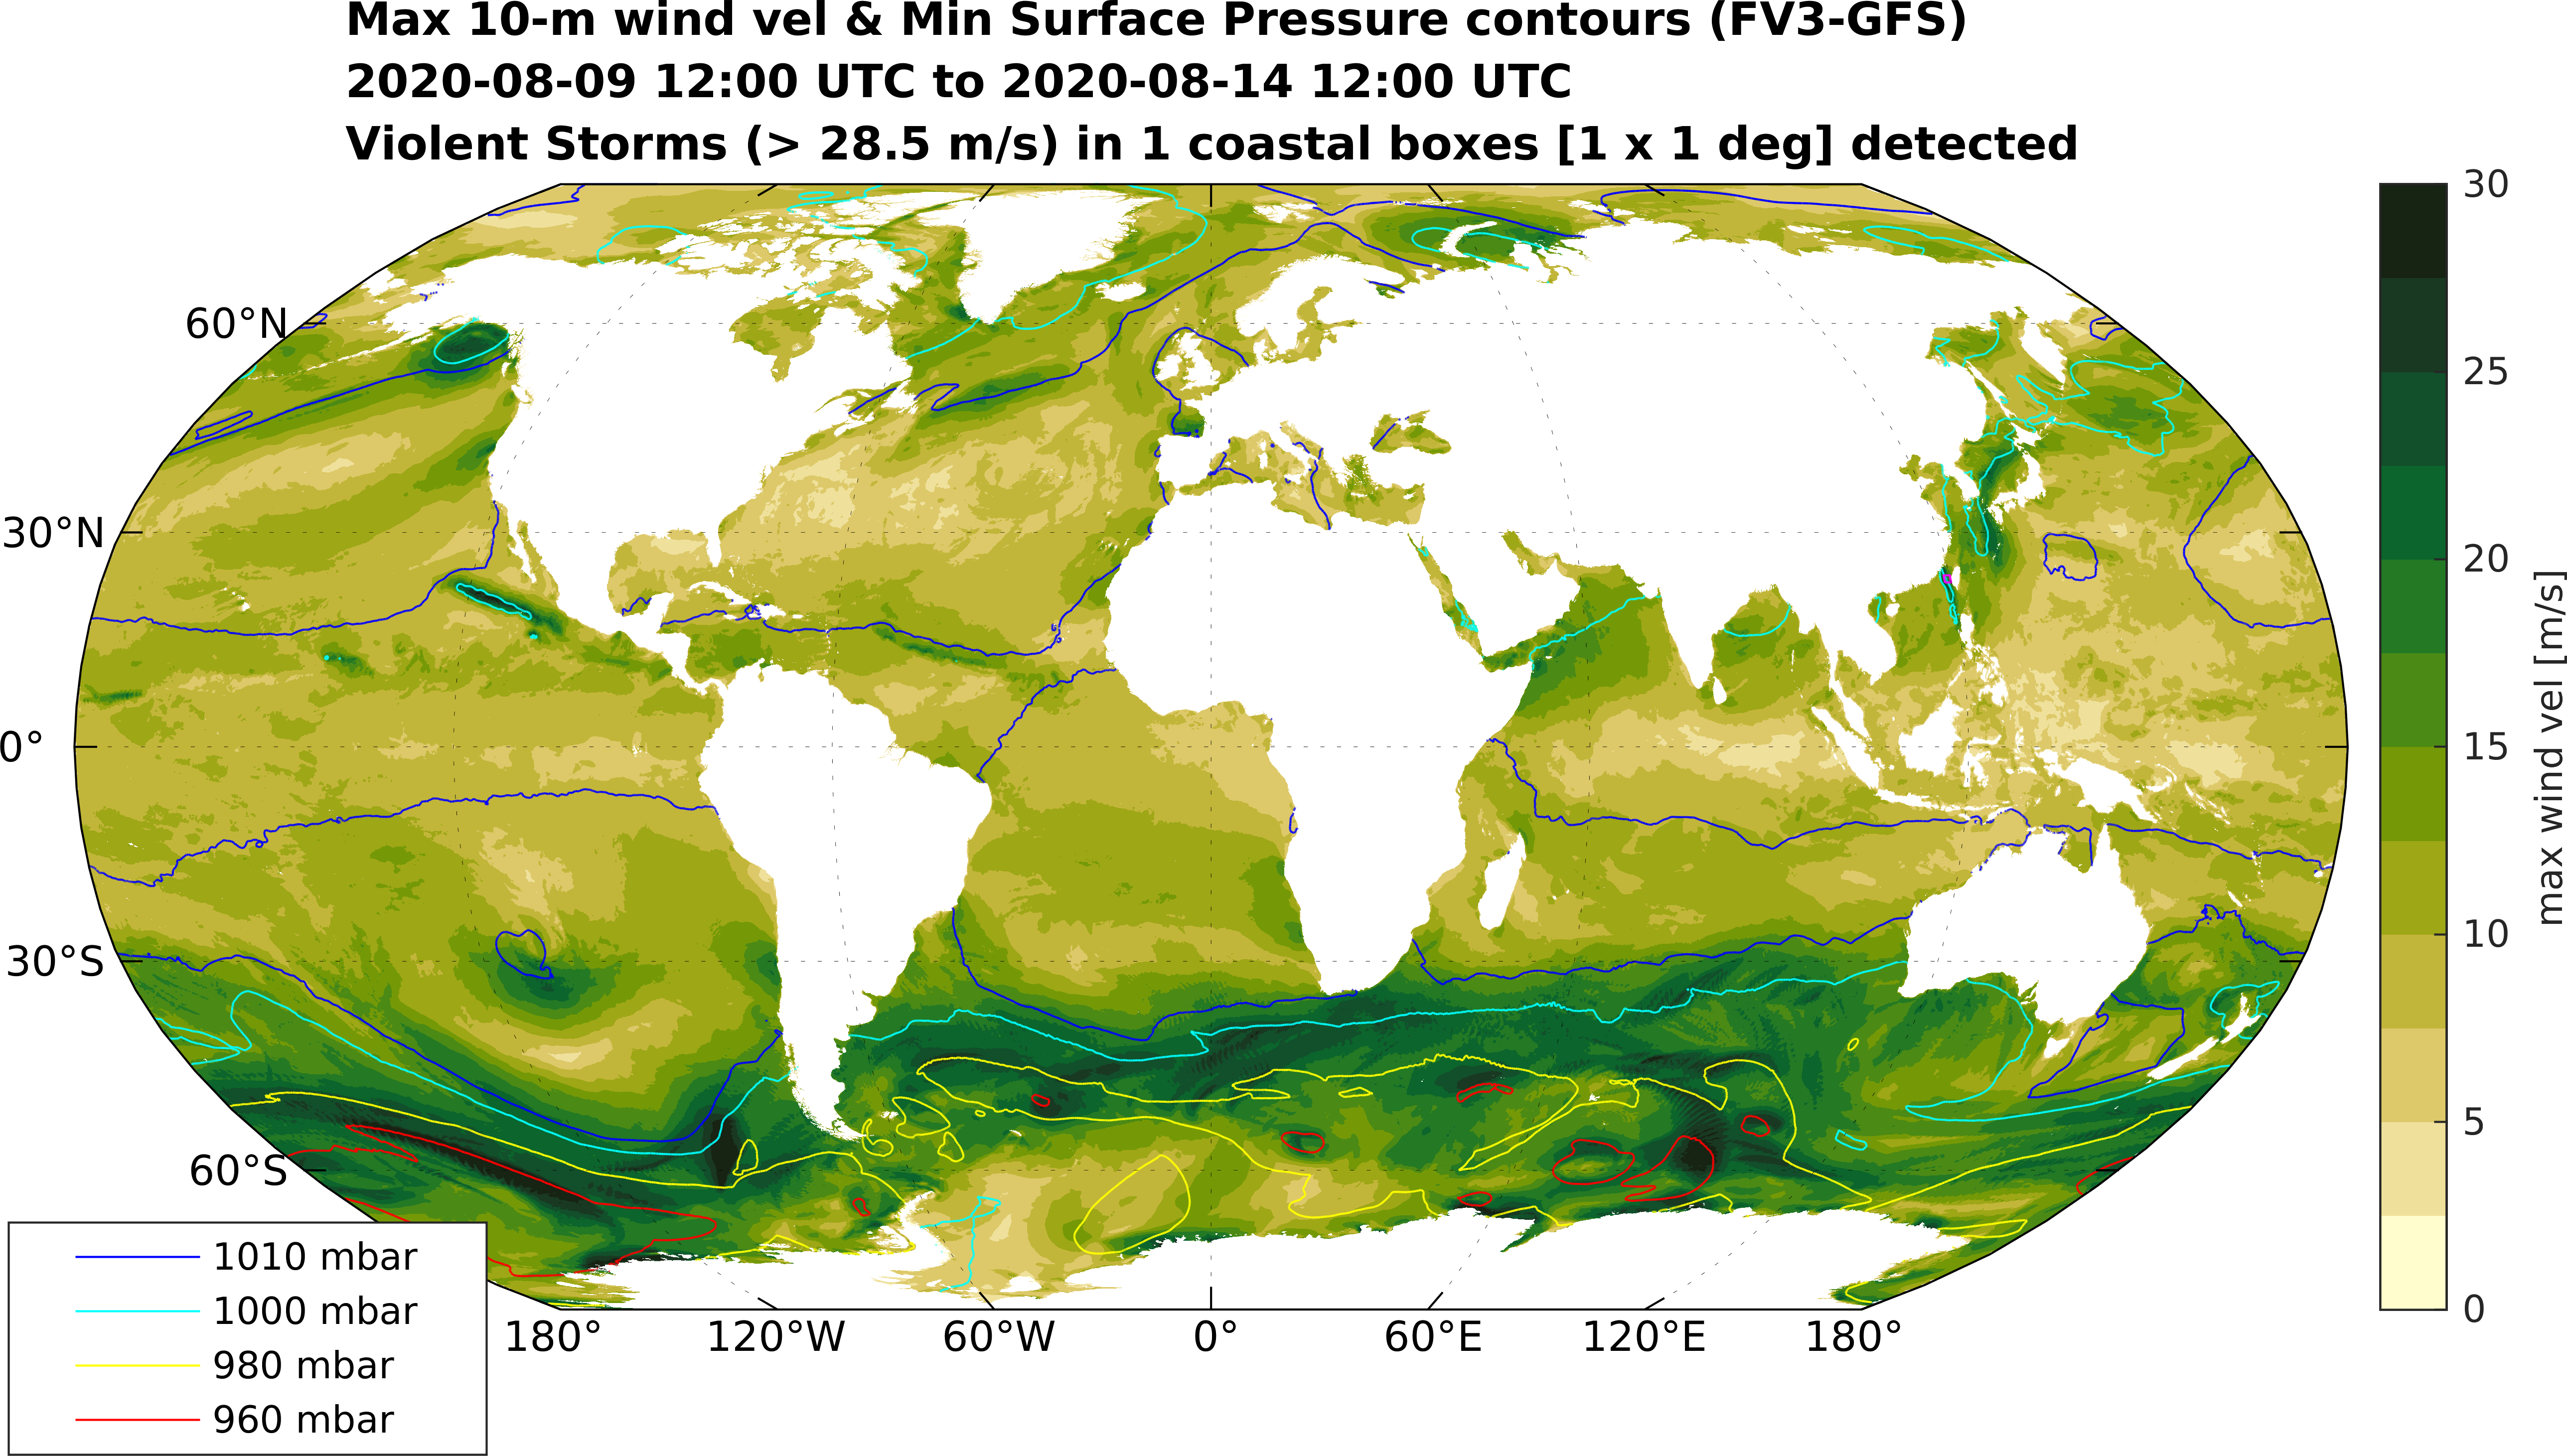 Max 10-m wind vel & Min Surface Pressure contours (FV3-GFS)
2020-08-09 12:00 UTC to 2020-08-14 12:00 UTC
Violent Storms (> 28.5 m/s) in 1 coastal boxes [1 x 1 deg] detected
60°N
30°N
0°
30°S
60°S
180°
120°W
60°W
0°
60°E
120°E
180°
1010 mbar
1000 mbar
980 mbar
960 mbar
30
25
20
15
10
5
0
max wind vel [m/s]